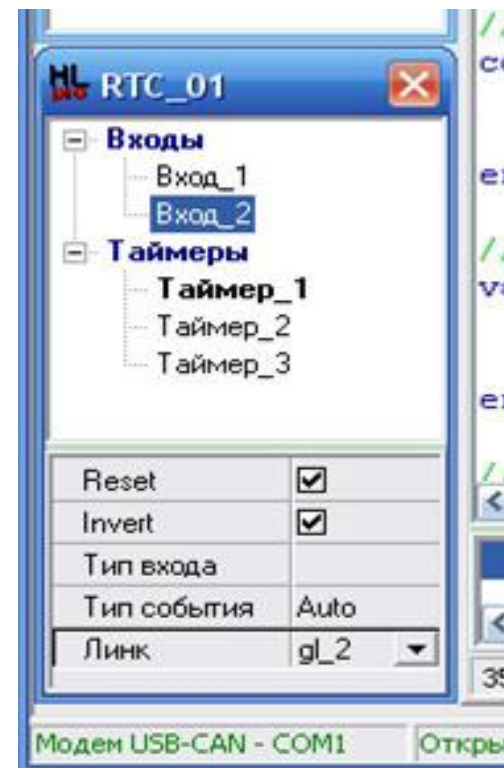 HL
RTC_01
Входы
Вход_1
Вход_2
Таймеры
Таймер_1
Таймер_2
Таймер_3
Reset
Invert
Тип входа
Тип события Auto
Линк gl_2
Модем USB-CAN - COM1